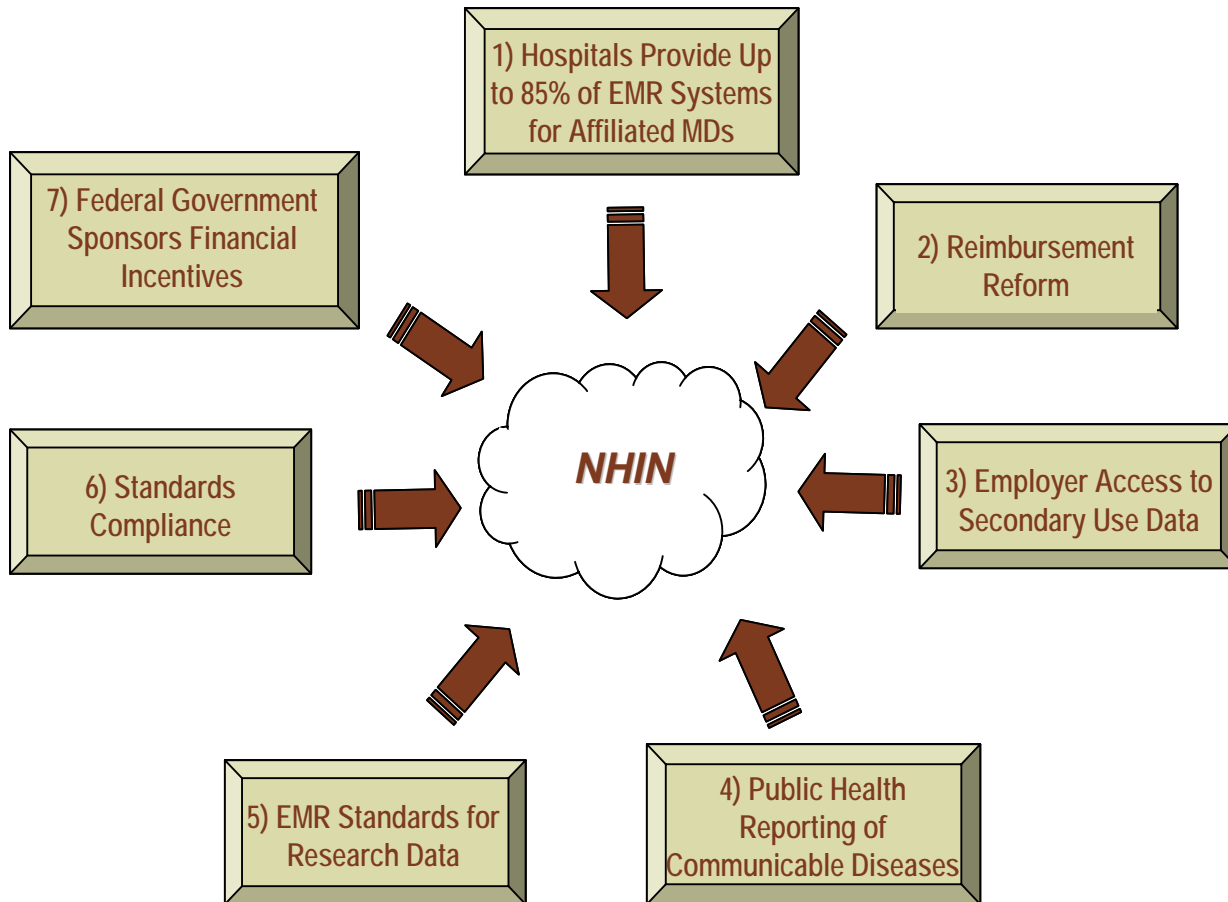 1) Hospitals Provide Up
to 85% of EMR Systems
for Affiliated MDs
2) Reimbursement
Reform
3) Employer Access to
Secondary Use Data
4) Public Health
Reporting of
Communicable Diseases
5) EMR Standards for
Research Data
6) Standards
Compliance
7) Federal Government
Sponsors Financial
Incentives
NHIN